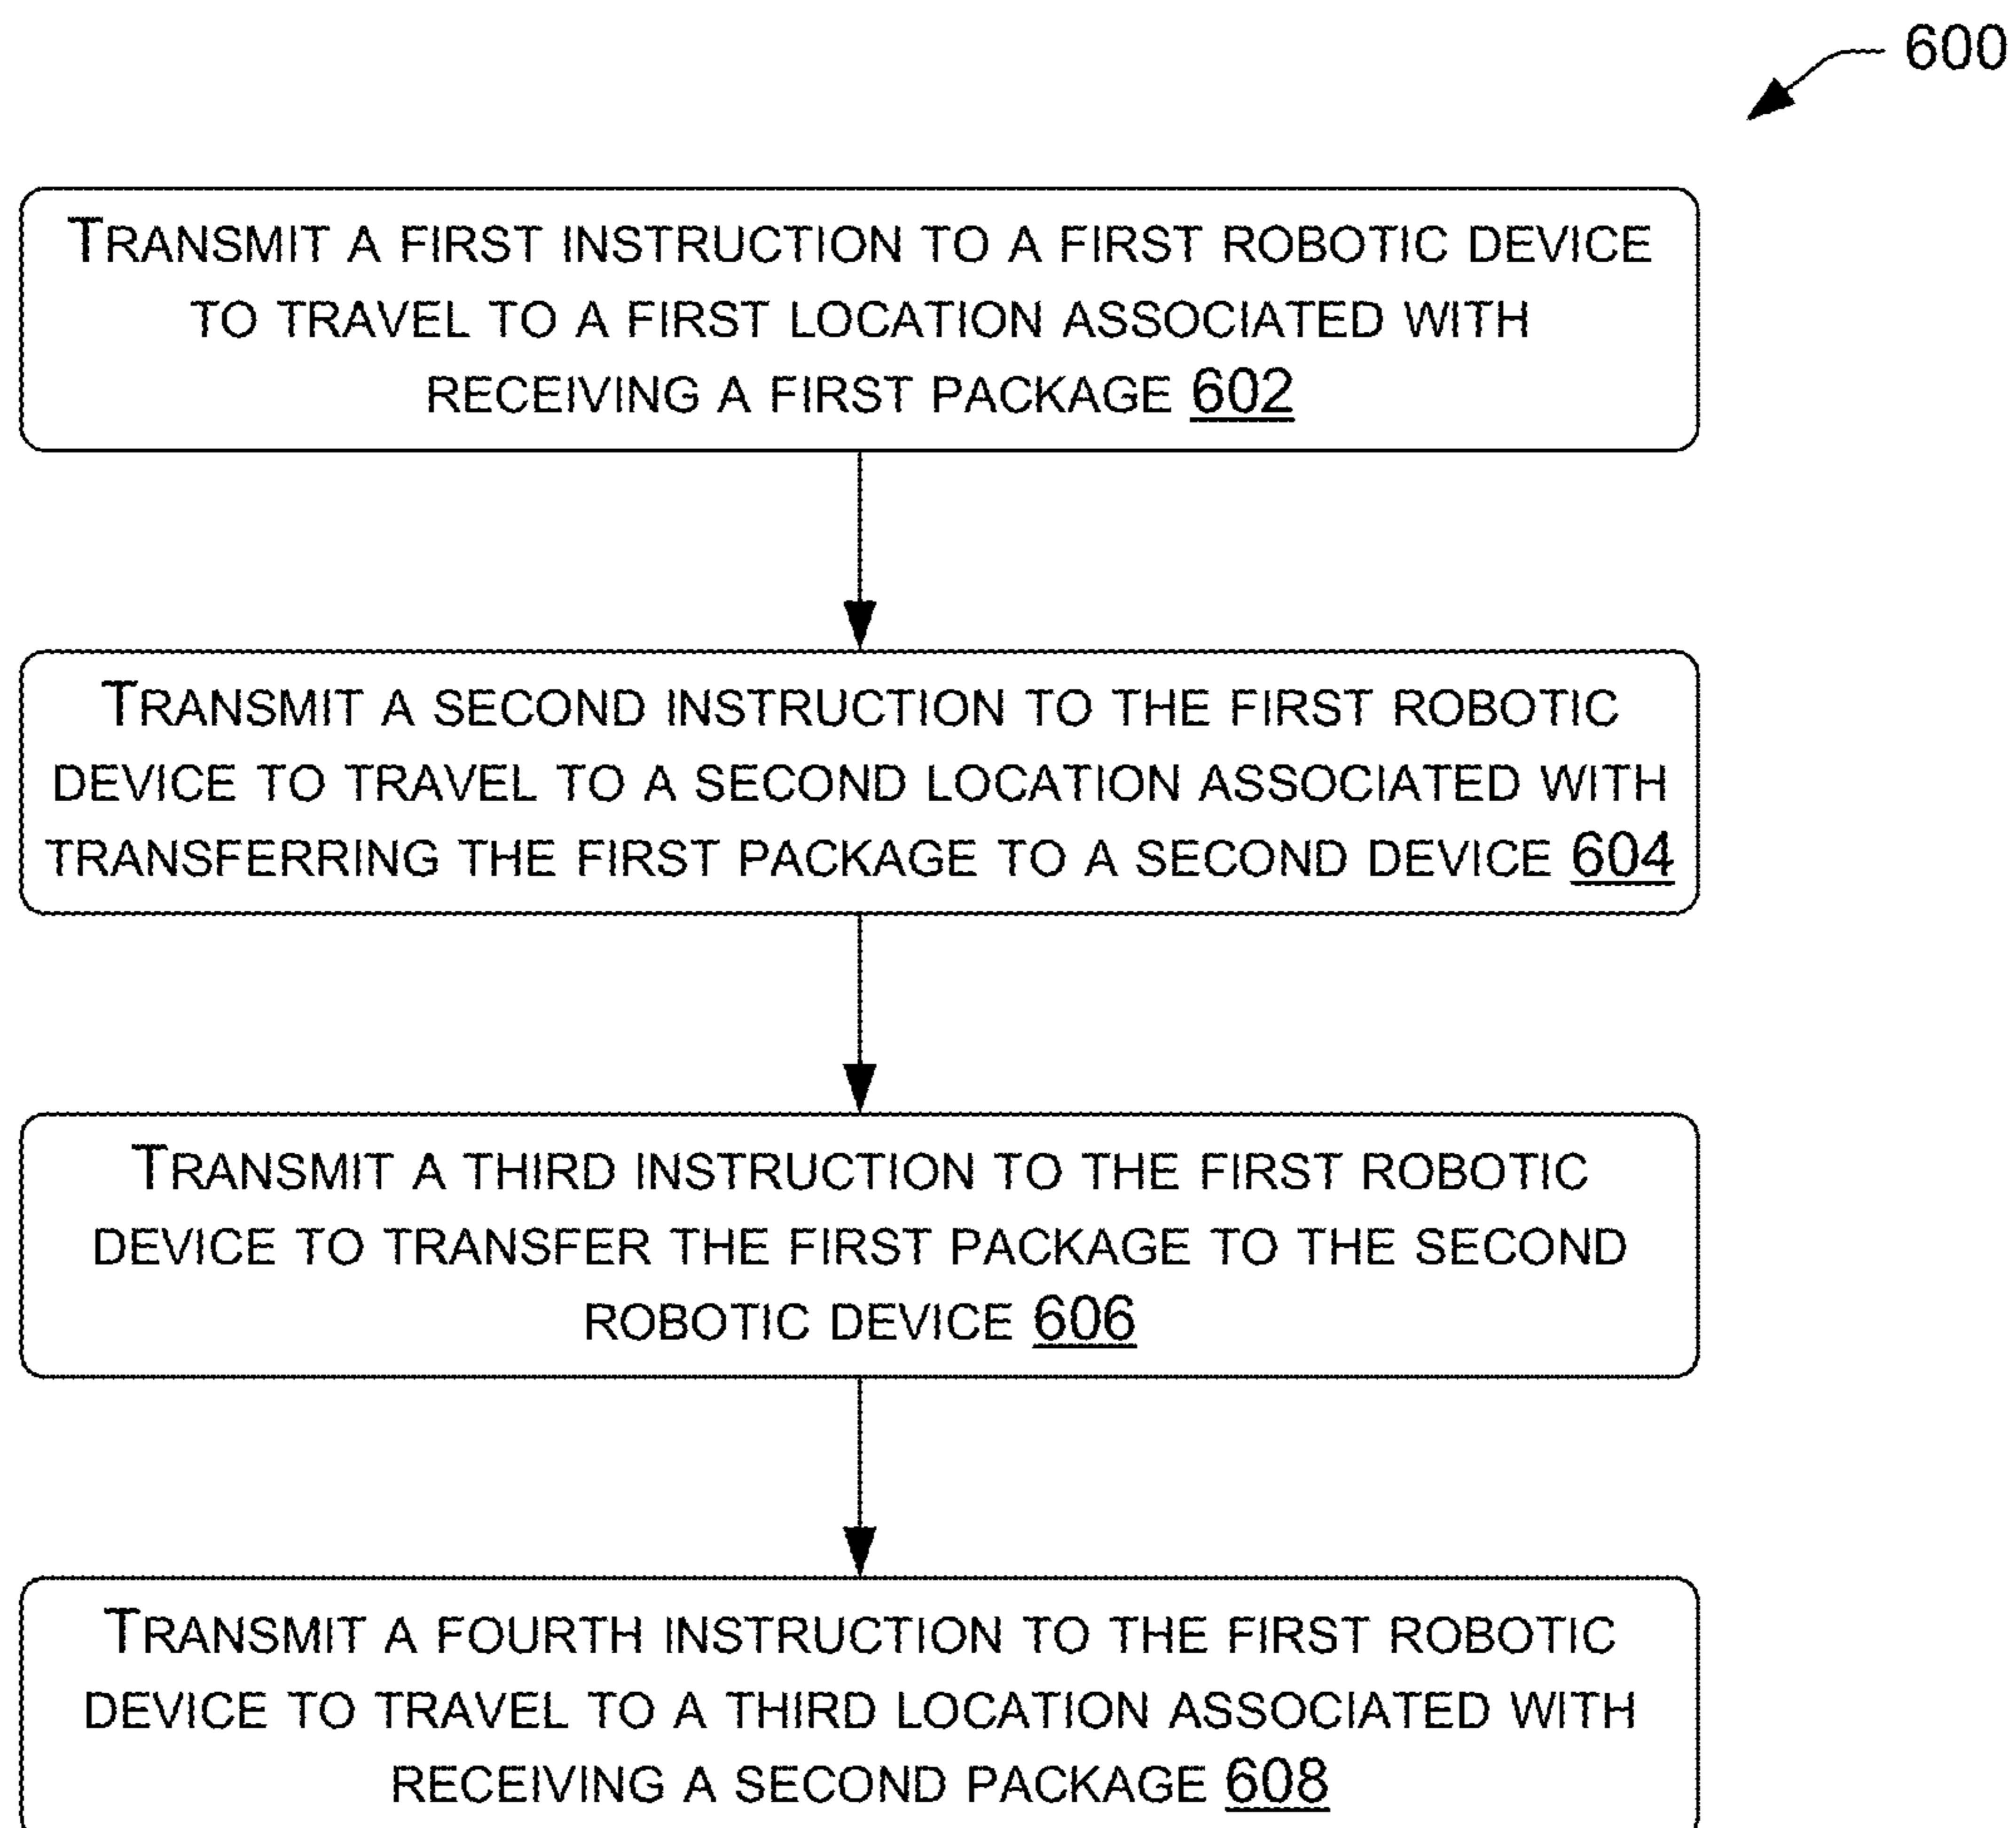 600
TRANSMIT A FIRST INSTRUCTION TO A FIRST ROBOTIC DEVICE
TO TRAVEL TO A FIRST LOCATION ASSOCIATED WITH
RECEIVING A FIRST PACKAGE 602
TRANSMIT A SECOND INSTRUCTION TO THE FIRST ROBOTIC
DEVICE TO TRAVEL TO A SECOND LOCATION ASSOCIATED WITH
TRANSFERRING THE FIRST PACKAGE TO A SECOND DEVICE 604
TRANSMIT A THIRD INSTRUCTION TO THE FIRST ROBOTIC
DEVICE TO TRANSFER THE FIRST PACKAGE TO THE SECOND
ROBOTIC DEVICE 606
TRANSMIT A FOURTH INSTRUCTION TO THE FIRST ROBOTIC
DEVICE TO TRAVEL TO A THIRD LOCATION ASSOCIATED WITH
RECEIVING A SECOND PACKAGE 608